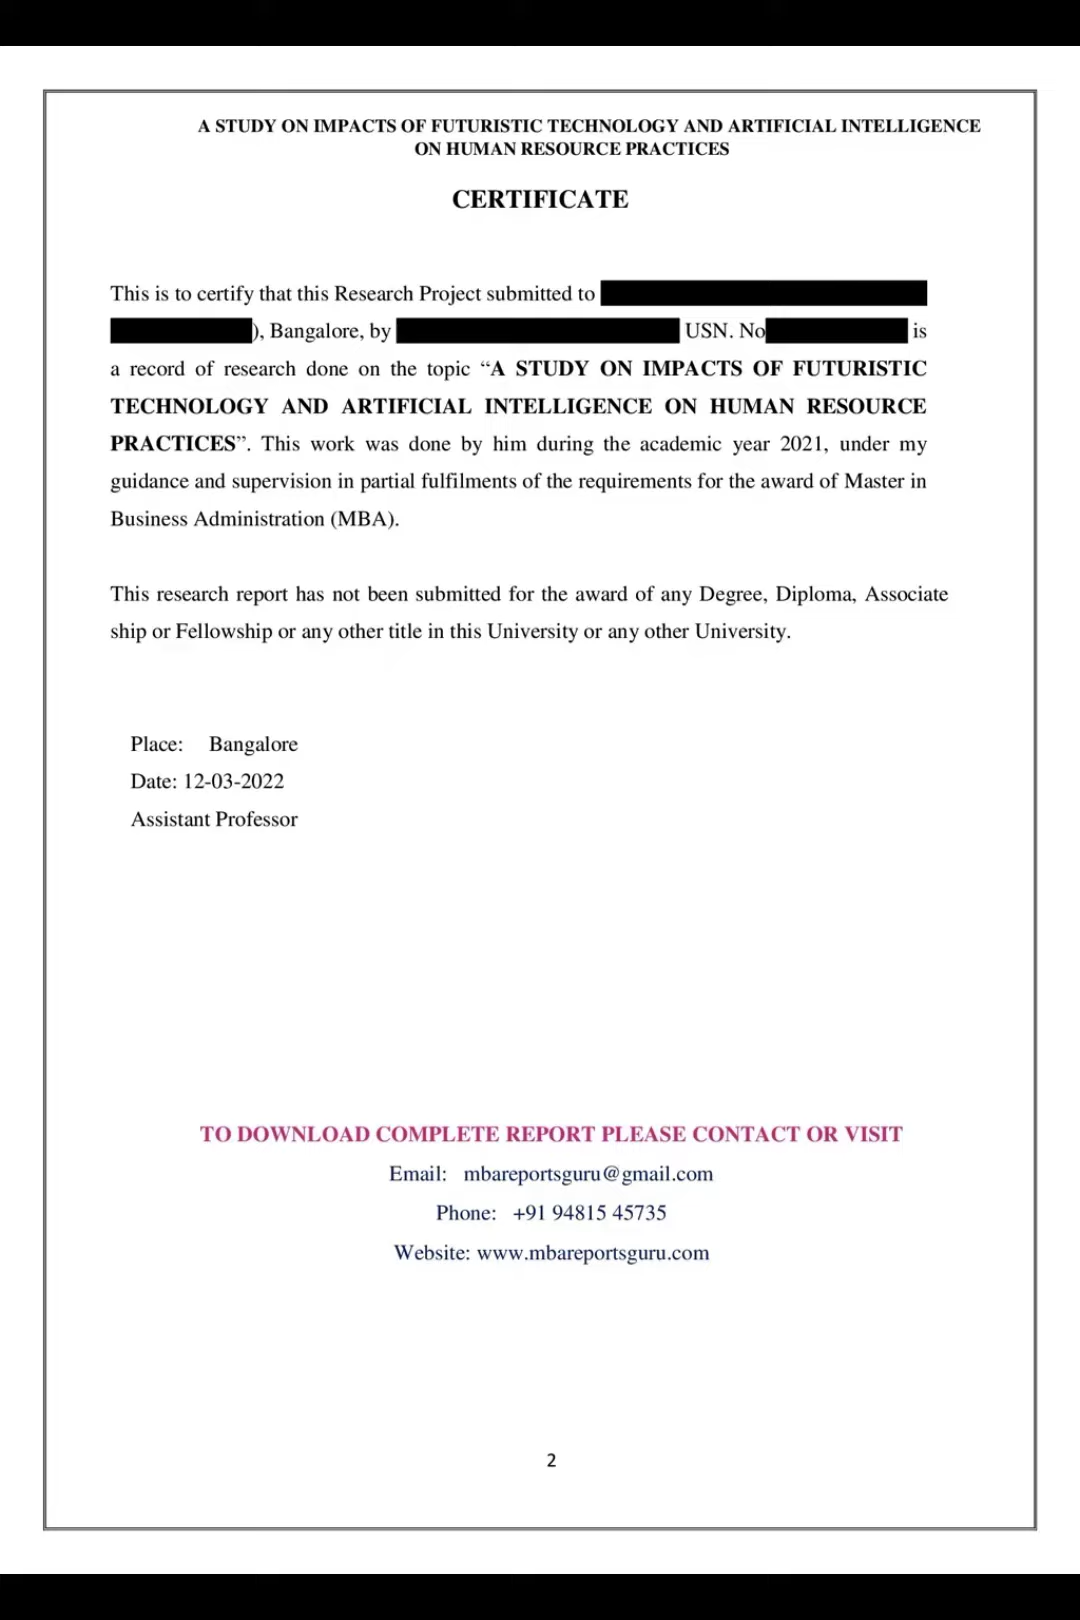 A STUDY ON IMPACTS OF FUTURISTIC TECHNOLOGY AND ARTIFICIAL INTELLIGENCE
ON HUMAN RESOURCE PRACTICES
CERTIFICATE
This is to certify that this Research Project submitted to
), Bangalore, by USN. No is
a record of research done on the topic “A STUDY ON IMPACTS OF FUTURISTIC
TECHNOLOGY AND ARTIFICIAL INTELLIGENCE ON HUMAN RESOURCE
PRACTICES”. This work was done by him during the academic year 2021, under my
guidance and supervision in partial fulfilments of the requirements for the award of Master in
Business Administration (MBA).
This research report has not been submitted for the award of any Degree, Diploma, Associate
ship or Fellowship or any other title in this University or any other University.
Place: Bangalore
Date: 12-03-2022
Assistant Professor
TO DOWNLOAD COMPLETE REPORT PLEASE CONTACT OR VISIT
Email: mbareportsguru@gmail.com
Phone: +91 94815 45735
Website: www.mbareportsguru.com
2